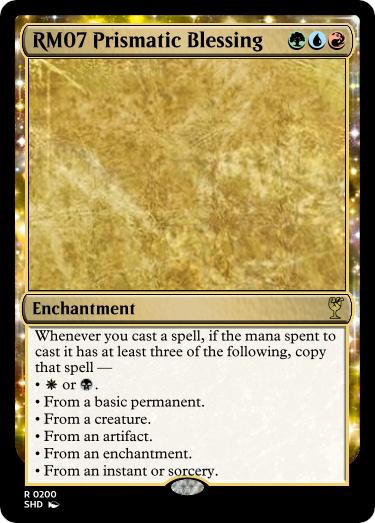 RM07 Prismatic Blessing
Enchantment
Whenever you cast a spell, if the mana spent to
cast it has at least three of the following, copy
that spell —
• or .
• From a basic permanent.
• From a creature.
• From an artifact.
• From an enchantment.
• From an instant or sorcery.
R 0200
SHD